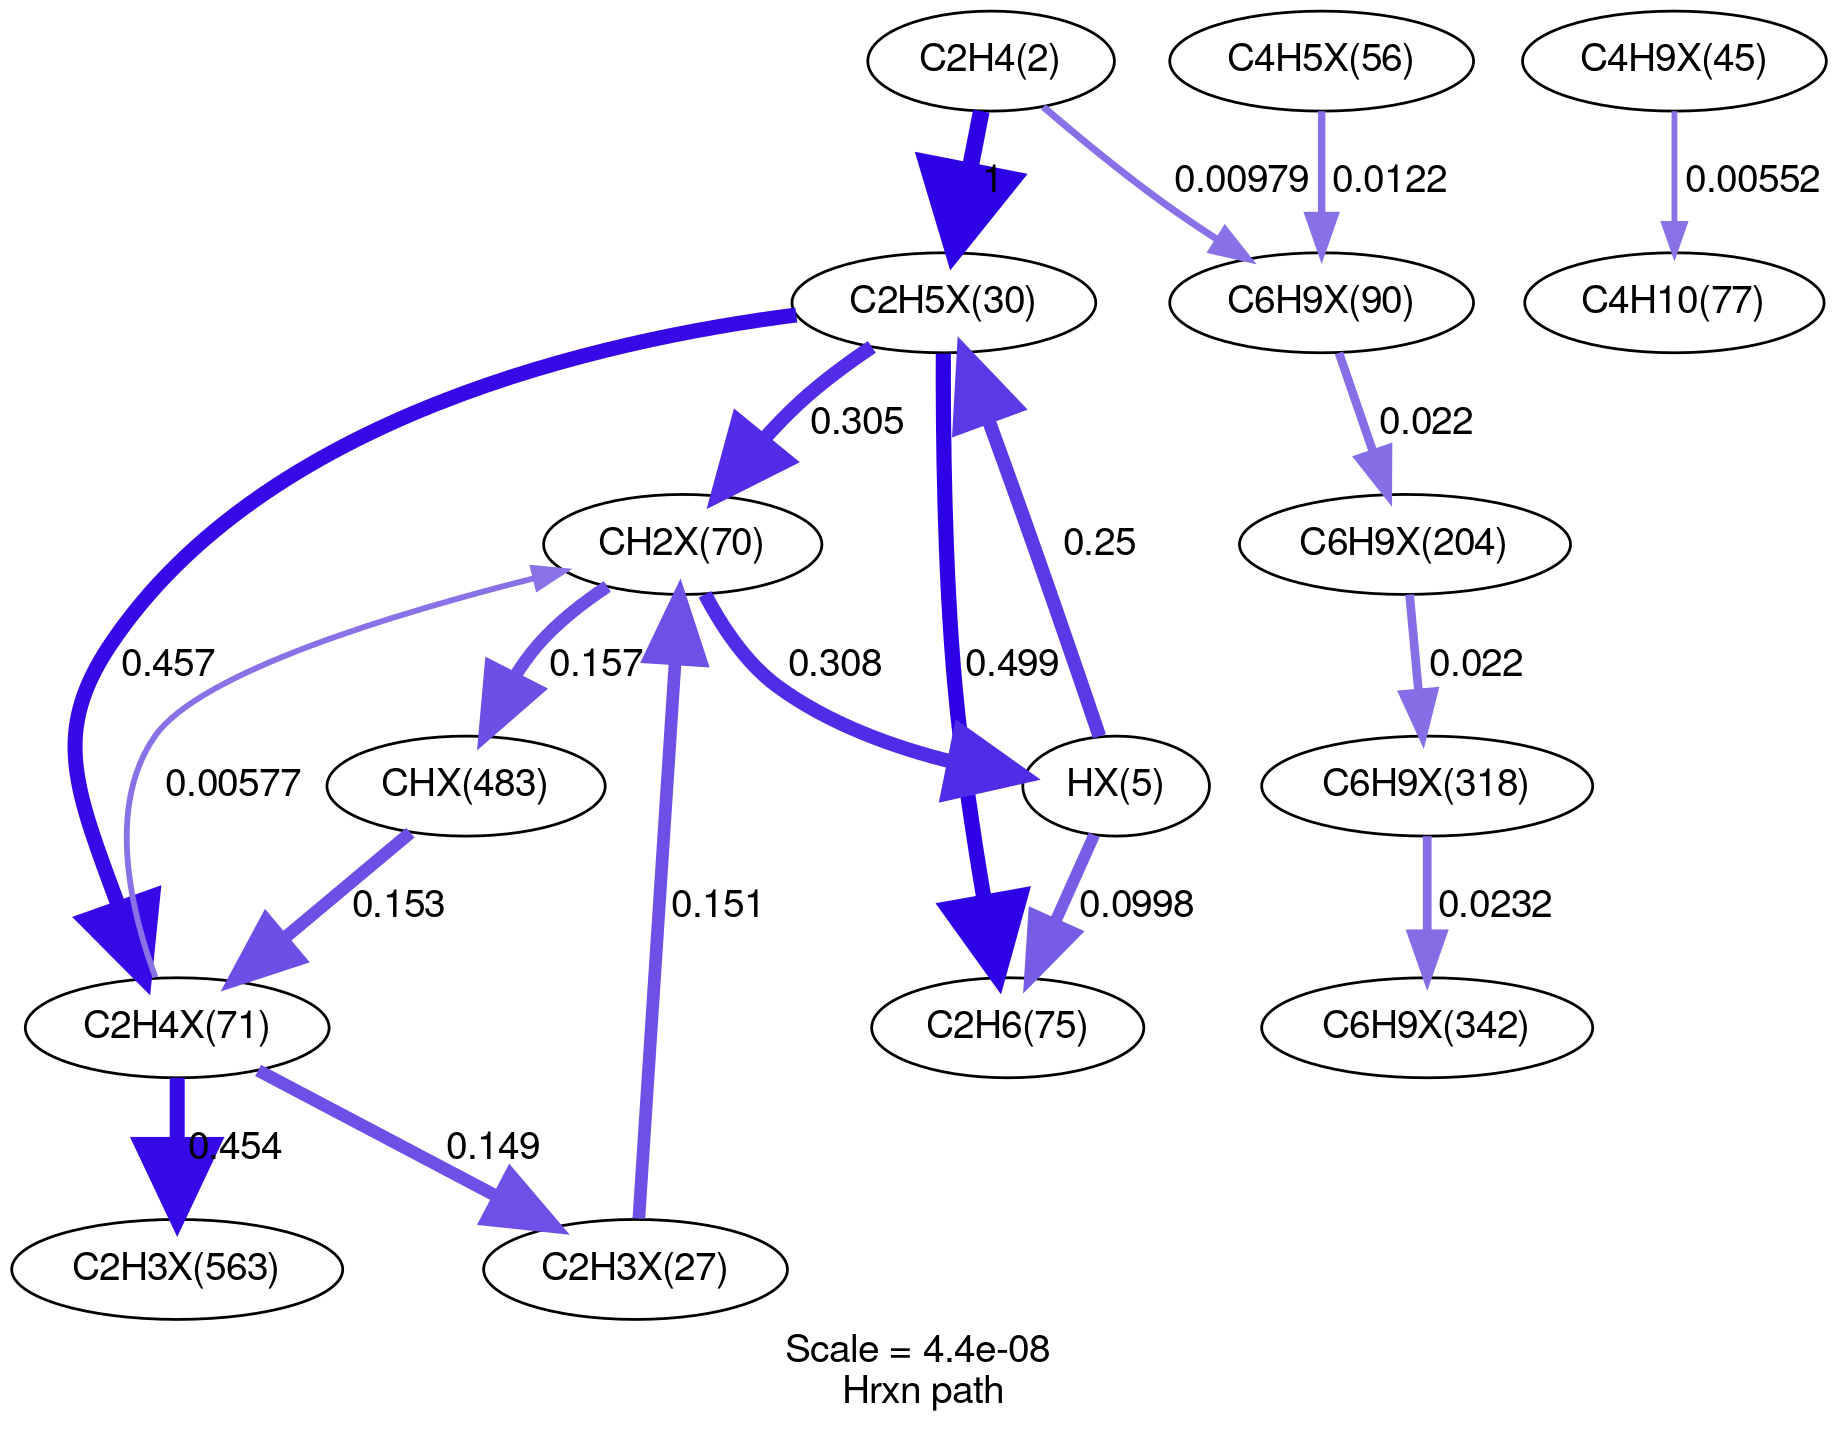 C2H4(2)
C4H5X(56)
C4H9X(45)
1
0.00979
0.0122
0.00552
C2H5X(30)
C6H9X(90)
C4H10(77)
0.305
0.022
CH2X(70)
0.25
C6H9X(204)
0.457
0.157
0.308
0.499
0.022
0.00577
CHX(483)
HX(5)
C6H9X(318)
0.153
0.151
0.0998
0.0232
C2H4X(71)
C2H6(75)
C6H9X(342)
0.454
0.149
C2H3X(563)
C2H3X(27)
Scale = 4.4e-08
Hrxn path